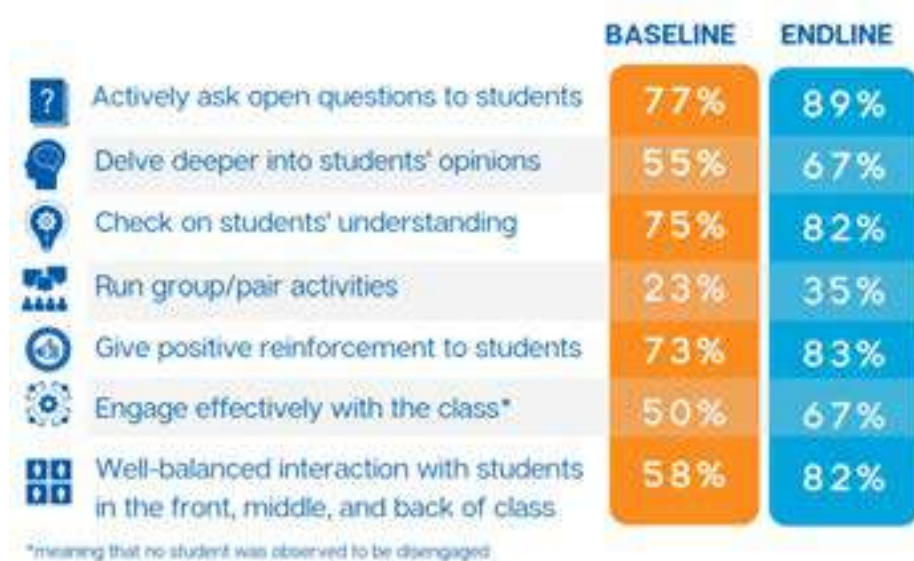 BASELINE ENDLINE
? Actively ask open questions to students 77% 89%
Delve deeper into students' opinions 55% 67%
Check on students' understanding 75% 82%
Run group/pair activities 23% 35%
Give positive reinforcement to students 73% 83%
Engage effectively with the class* 50% 67%
Well-balanced interaction with students 58% 82%
in the front, middle, and back of class
*meaning that no student was observed to be disengaged